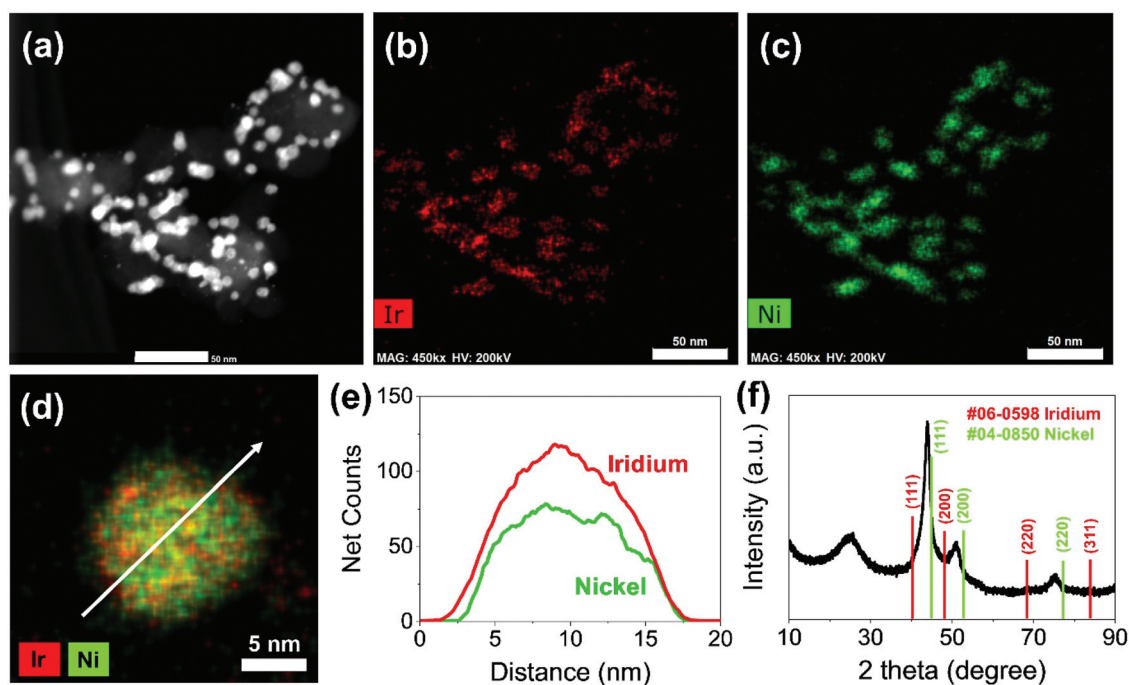 (a)
50 nm
(b)
Ir
50 nm
MAG: 450kx HV: 200kV
(c)
Ni
50 nm
MAG: 450kx HV: 200kV
(d)
Ir Ni
5 nm
(e)
Net Counts
150
100
50
0
Iridium
Nickel
0 5 10 15 20
Distance (nm)
(f)
Intensity (a.u.)
#06-0598 Iridium
#04-0850 Nickel
(111)
(111)
(200)
(200)
(220)
(220)
(311)
10 30 50 70 90
2 theta (degree)